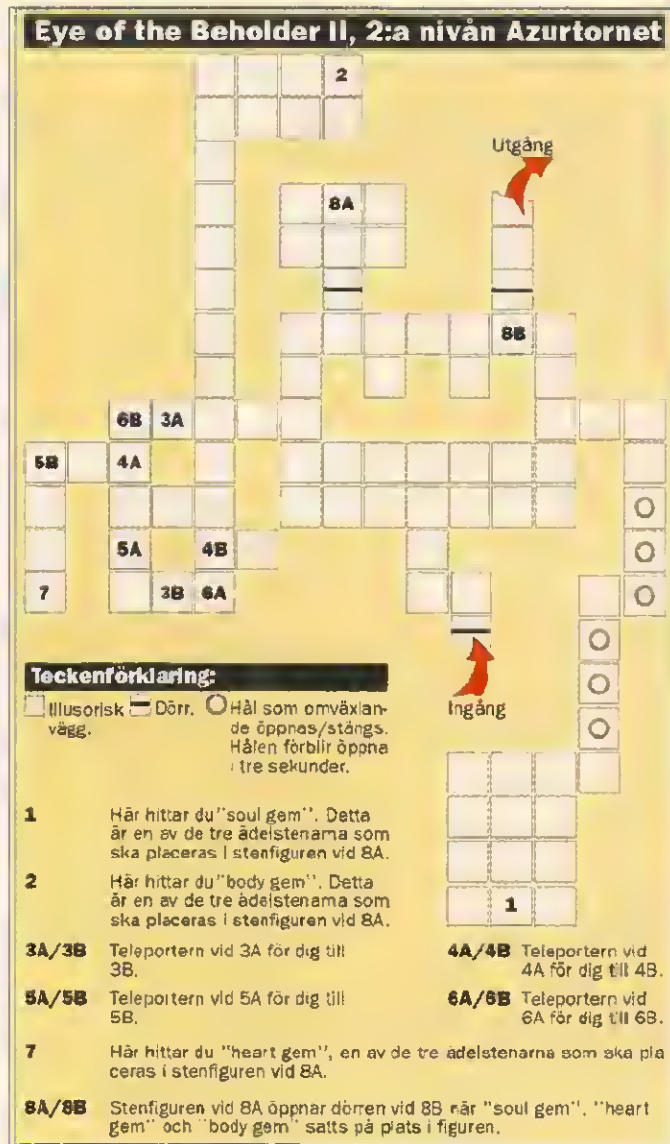 Eye of the Beholder II, 2:a nivån Azurtornet
2
Utgång
8A
8B
6B 3A
5B 4A
5A 4B
7 3B 6A
Ingång
Teckenförklaring:
Illusorisk vägg.
Dörr.
Hål som omväxlan-
de öppnas/stängs.
Hålen förblir öppna
i tre sekunder.
1
1 Här hittar du "soul gem". Detta
är en av de tre ädelstenarna som
ska placeras i stenfiguren vid 8A.
2 Här hittar du "body gem". Detta
är en av de tre ädelstenarna som
ska placeras i stenfiguren vid 8A.
3A/3B Teleportern vid 3A för dig till
3B.
4A/4B Teleportern vid
4A för dig till 4B.
5A/5B Teleportern vid 5A för dig till
5B.
6A/6B Teleportern vid
6A för dig till 6B.
7 Här hittar du "heart gem", en av de tre ädelstenarna som ska pla
ceras i stenfiguren vid 8A.
8A/8B Stenfiguren vid 8A öppnar dörren vid 8B när "soul gem", "heart
gem" och "body gem" satts på plats i figuren.